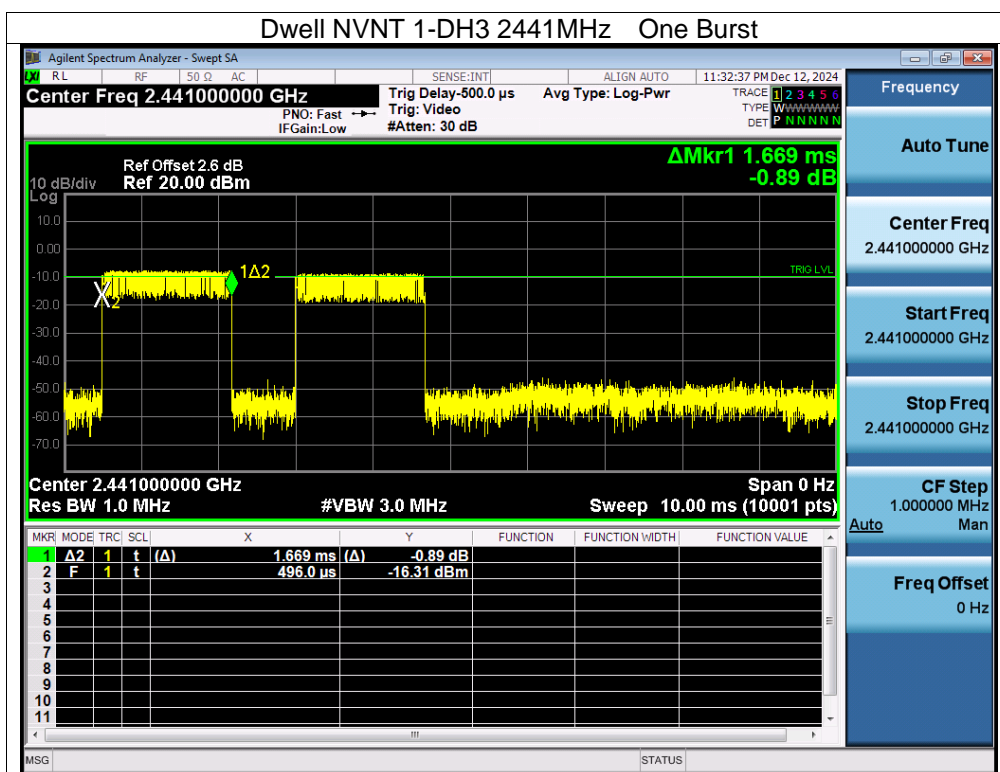 Dwell NVNT 1-DH3 2441MHz One Burst
Agilent Spectrum Analyzer - Swept SA
LXI RL RF 50 Ω AC SENSE:INT ALIGN AUTO 11:32:37 PM Dec 12, 2024
Center Freq 2.441000000 GHz Trig Delay-500.0 µs Avg Type: Log-Pwr TRACE 1 2 3 4 5 6
PNO: Fast Trig: Video TYPE WWWWWW
IFGain:Low #Atten: 30 dB DET P N N N N N
Frequency
Auto Tune
Center Freq
2.441000000 GHz
Start Freq
2.441000000 GHz
Stop Freq
2.441000000 GHz
CF Step
1.000000 MHz
Auto Man
Freq Offset
0 Hz
ΔMkr1 1.669 ms
-0.89 dB
Ref Offset 2.6 dB
10 dB/div Ref 20.00 dBm
Log
10.0
0.00
-10.0
-20.0
-30.0
-40.0
-50.0
-60.0
-70.0
1Δ2
2
TRIG LVL
Center 2.441000000 GHz Span 0 Hz
Res BW 1.0 MHz #VBW 3.0 MHz Sweep 10.00 ms (10001 pts)
MKR MODE TRC SCL X Y FUNCTION FUNCTION WIDTH FUNCTION VALUE
1 Δ2 1 t (Δ) 1.669 ms (Δ) -0.89 dB
2 F 1 t 496.0 µs -16.31 dBm
3
4
5
6
7
8
9
10
11
MSG STATUS